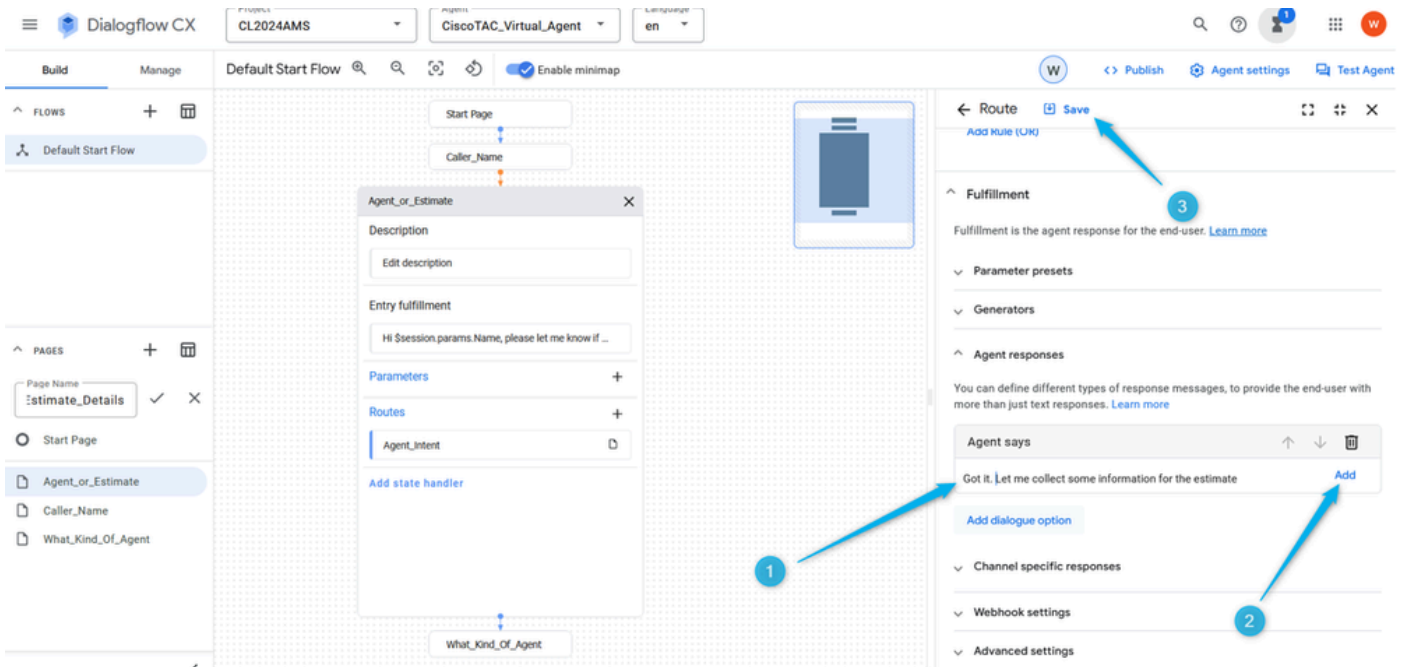 Project
Agent
Language
Dialogflow CX
CL2024AMS
CiscoTAC_Virtual_Agent
en
1
W
Build
Manage
Default Start Flow
Enable minimap
W
<> Publish
Agent settings
Test Agent
FLOWS
Default Start Flow
PAGES
Page Name
Estimate_Details
Start Page
Agent_or_Estimate
Caller_Name
What_Kind_Of_Agent
Start Page
Caller_Name
Agent_or_Estimate
Description
Edit description
Entry fulfillment
Hi $session.params.Name, please let me know if ...
Parameters
Routes
Agent_Intent
Add state handler
What_Kind_Of_Agent
Route
Save
Add Rule (OR)
3
Fulfillment
Fulfillment is the agent response for the end-user. Learn more
Parameter presets
Generators
Agent responses
You can define different types of response messages, to provide the end-user with
more than just text responses. Learn more
Agent says
Got it. Let me collect some information for the estimate
Add
Add dialogue option
1
Channel specific responses
Webhook settings
2
Advanced settings